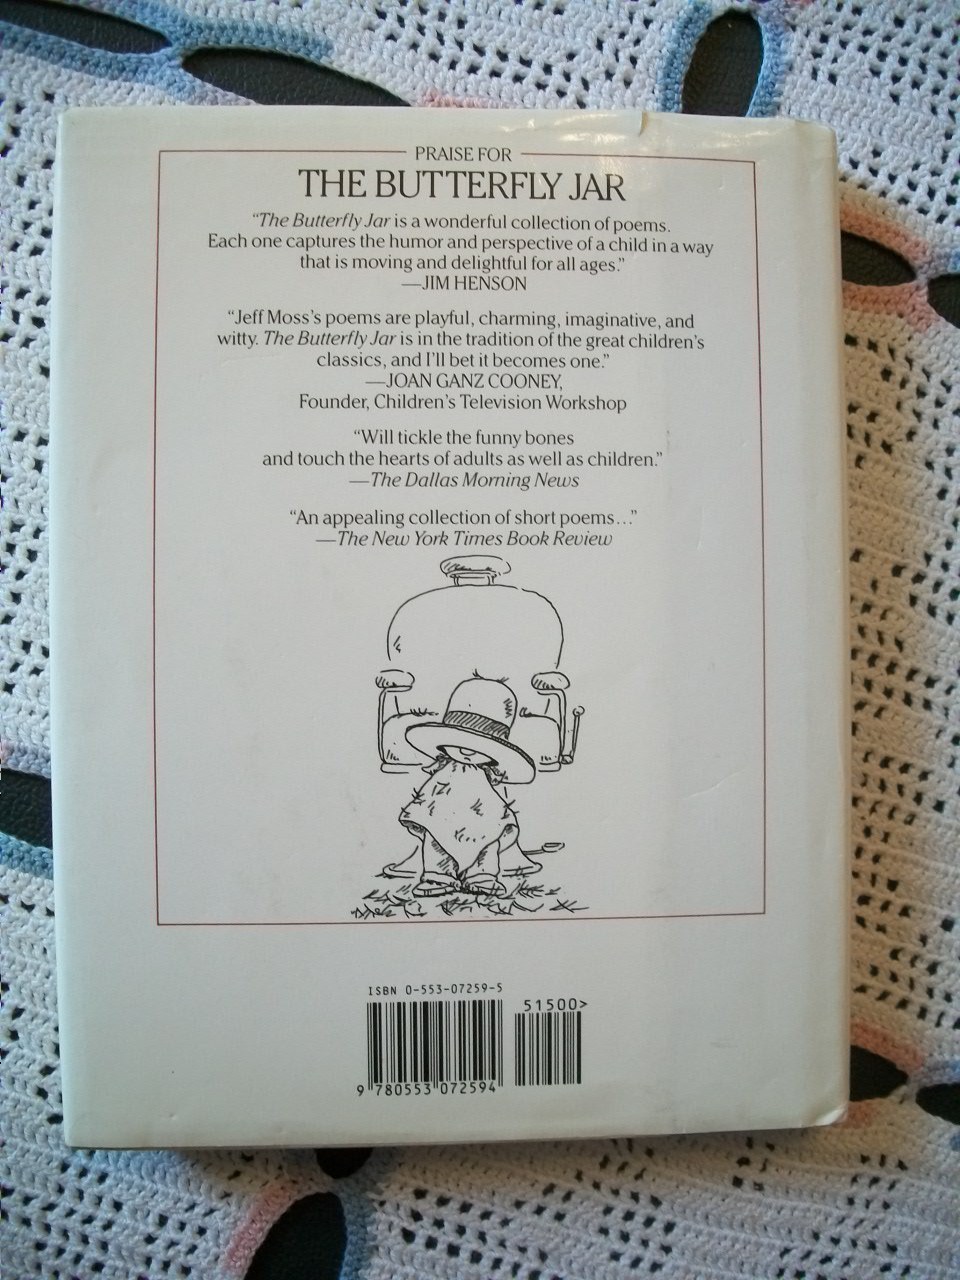 PRAISE FOR
THE BUTTERFLY JAR
“The Butterfly Jar is a wonderful collection of poems.
Each one captures the humor and perspective of a child in a way
that is moving and delightful for all ages.”
—JIM HENSON
“Jeff Moss’s poems are playful, charming, imaginative, and
witty. The Butterfly Jar is in the tradition of the great children’s
classics, and I’ll bet it becomes one.”
—JOAN GANZ COONEY,
Founder, Children’s Television Workshop
“Will tickle the funny bones
and touch the hearts of adults as well as children.”
—The Dallas Morning News
“An appealing collection of short poems...”
—The New York Times Book Review
ISBN 0-553-07259-5
51500>
9 780553 072594